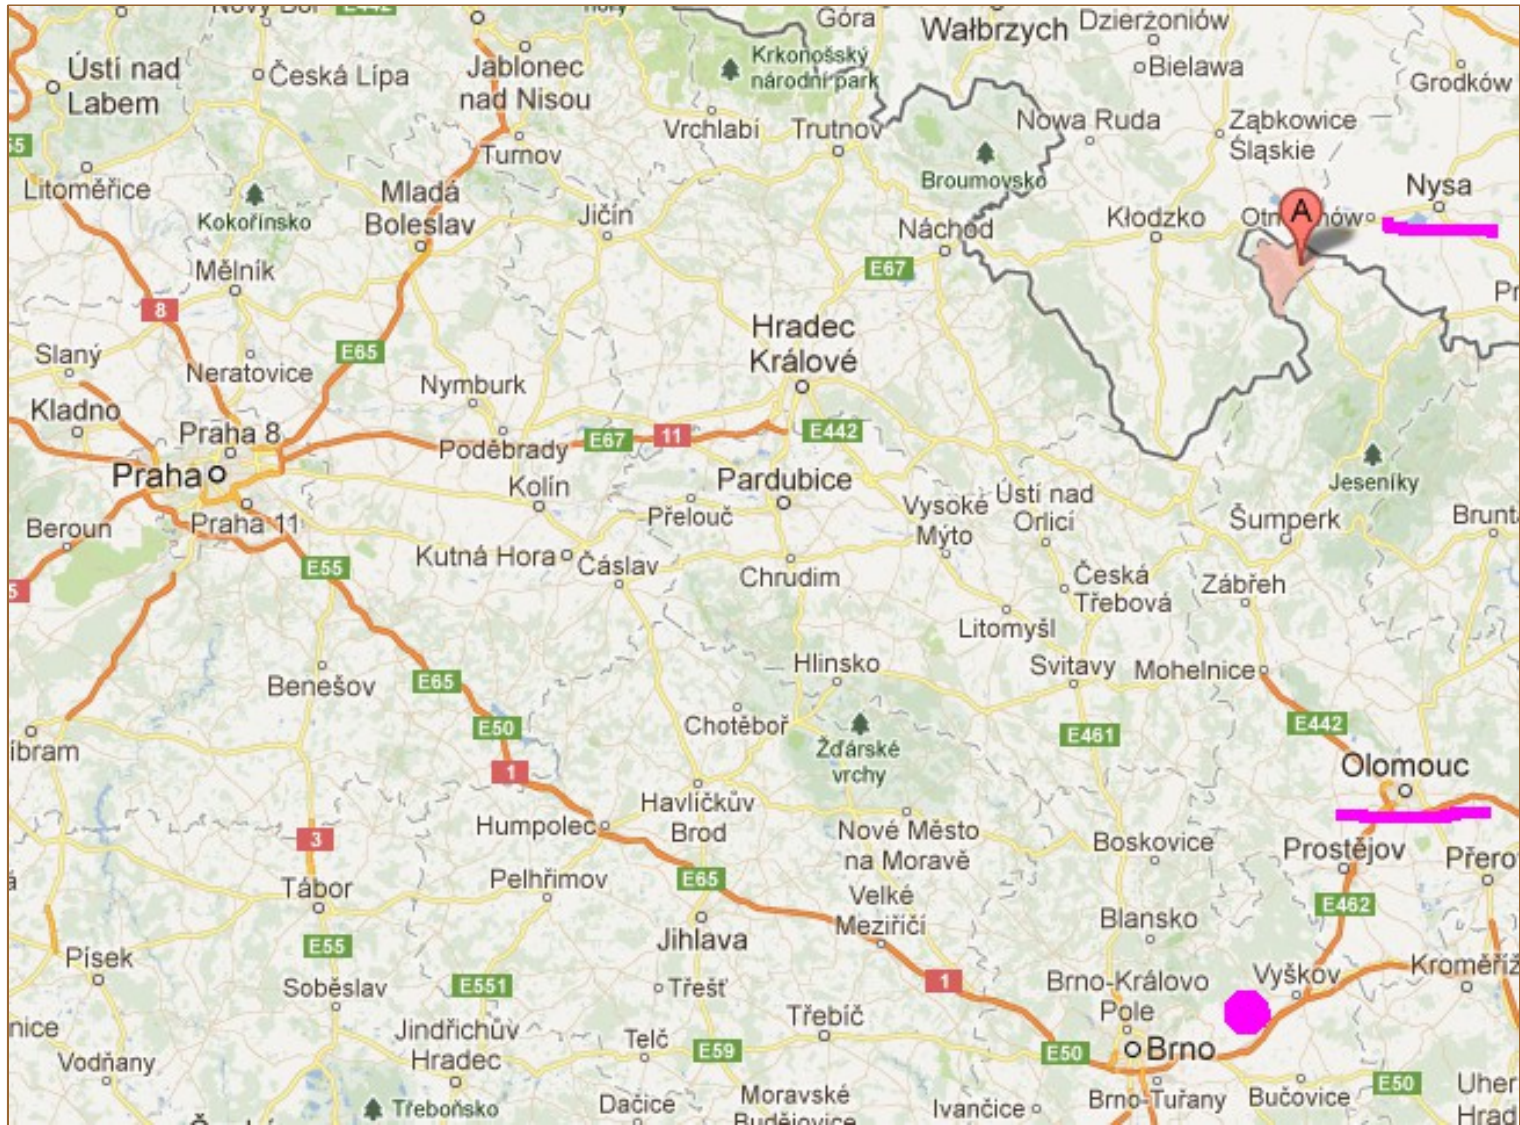 E442
Góra
Wałbrzych
Dzierżoniów
Bielawa
Grodków
Ústí nad
Labem
Česká Lípa
Jablonec
nad Nisou
Krkonošský
národní park
Vrchlabí
Trutnov
Nowa Ruda
Ząbkowice
Śląskie
Turnov
Litoměřice
Kokořínsko
Mladá
Boleslav
Jičín
Broumovsko
Náchod
Kłodzko
A
Nysa
Mělník
E67
8
Hradec
Králové
E65
Slaný
Neratovice
Nymburk
Kladno
Praha 8
Poděbrady
E67
11
E442
Praha
Kolín
Pardubice
Přelouč
Vysoké
Mýto
Ústí nad
Orlicí
Jeseníky
Šumperk
Beroun
Praha 11
E55
Kutná Hora
Čáslav
Chrudim
Česká
Třebová
Zábřeh
Litomyšl
Benešov
E65
Hlinsko
Svitavy
Mohelnice
E50
Chotěboř
Žďárské
vrchy
E461
E442
1
Olomouc
Havlíčkův
Brod
Humpolec
3
Nové Město
na Moravě
Boskovice
Prostějov
Tábor
Pelhřimov
E65
Velké
Meziříčí
E462
Blansko
E55
Jihlava
Písek
Soběslav
E551
Třešť
1
Brno-Královo
Pole
Vyškov
Kroměříž
Jindřichův
Hradec
Telč
Třebíč
E59
E50
Brno
Vodňany
Třeboňsko
Dačice
Moravské
Budějovice
Ivančice
Brno-Tuřany
Bučovice
E50